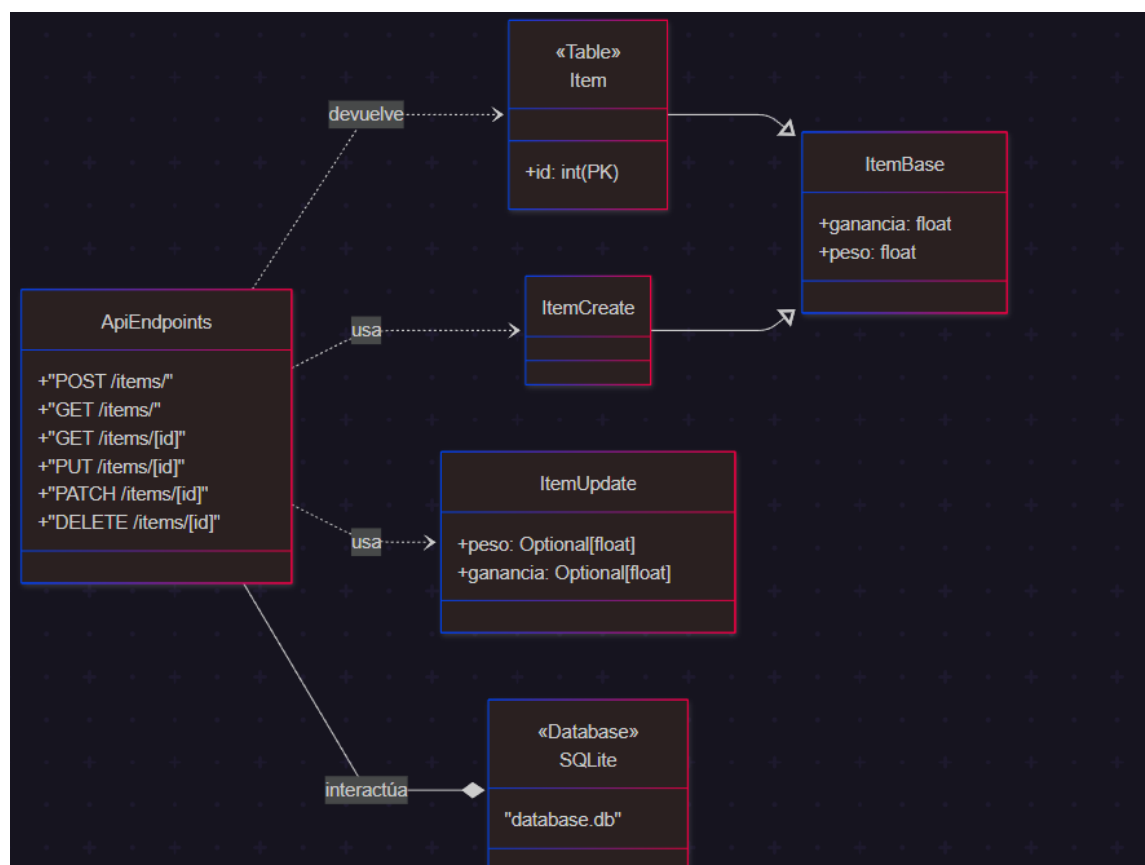 «Table»
Item
+id: int(PK)
devuelve
ItemBase
+ganancia: float
+peso: float
ItemCreate
usa
ApiEndpoints
+"POST /items/"
+"GET /items/"
+"GET /items/[id]"
+"PUT /items/[id]"
+"PATCH /items/[id]"
+"DELETE /items/[id]"
ItemUpdate
+peso: Optional[float]
+ganancia: Optional[float]
usa
«Database»
SQLite
"database.db"
interactúa